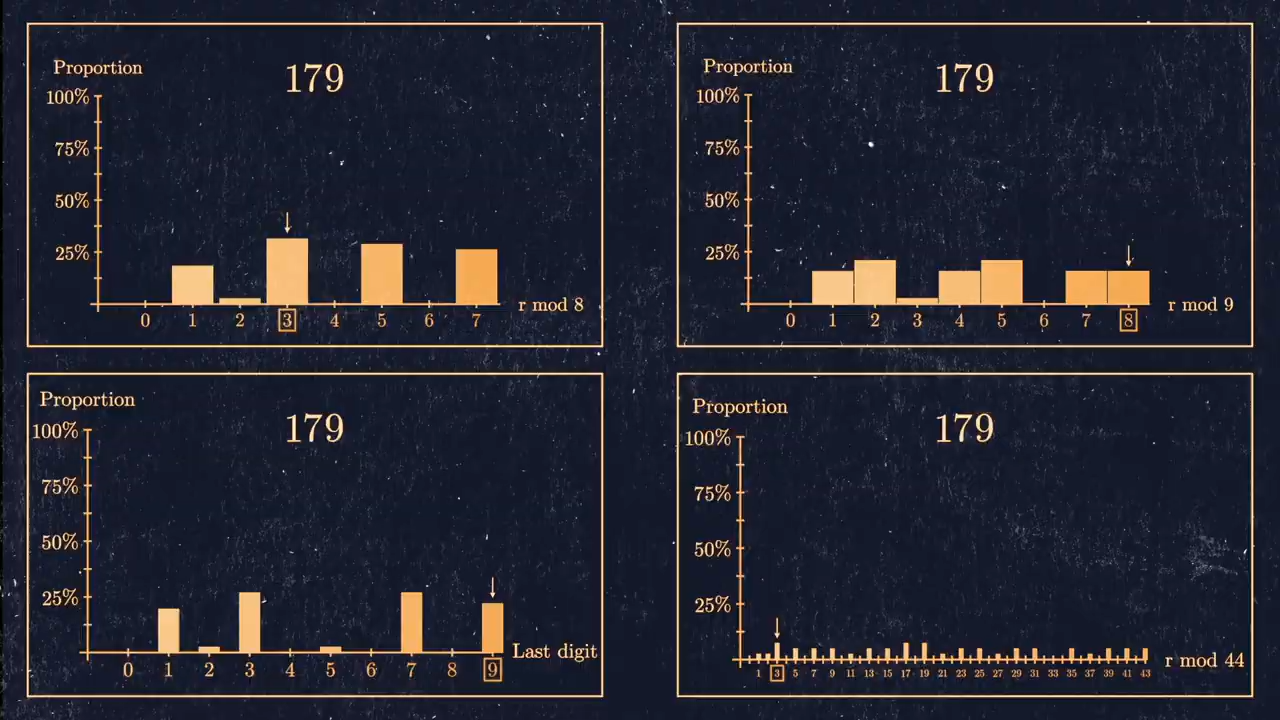 Proportion
179
100%
75%
50%
25%
0 1 2 3 4 5 6 7
r mod 8
Proportion
179
100%
75%
50%
25%
0 1 2 3 4 5 6 7 8
r mod 9
Proportion
179
100%
75%
50%
25%
0 1 2 3 4 5 6 7 8 9
Last digit
Proportion
179
100%
75%
50%
25%
1 3 5 7 9 11 13 15 17 19 21 23 25 27 29 31 33 35 37 39 41 43
r mod 44